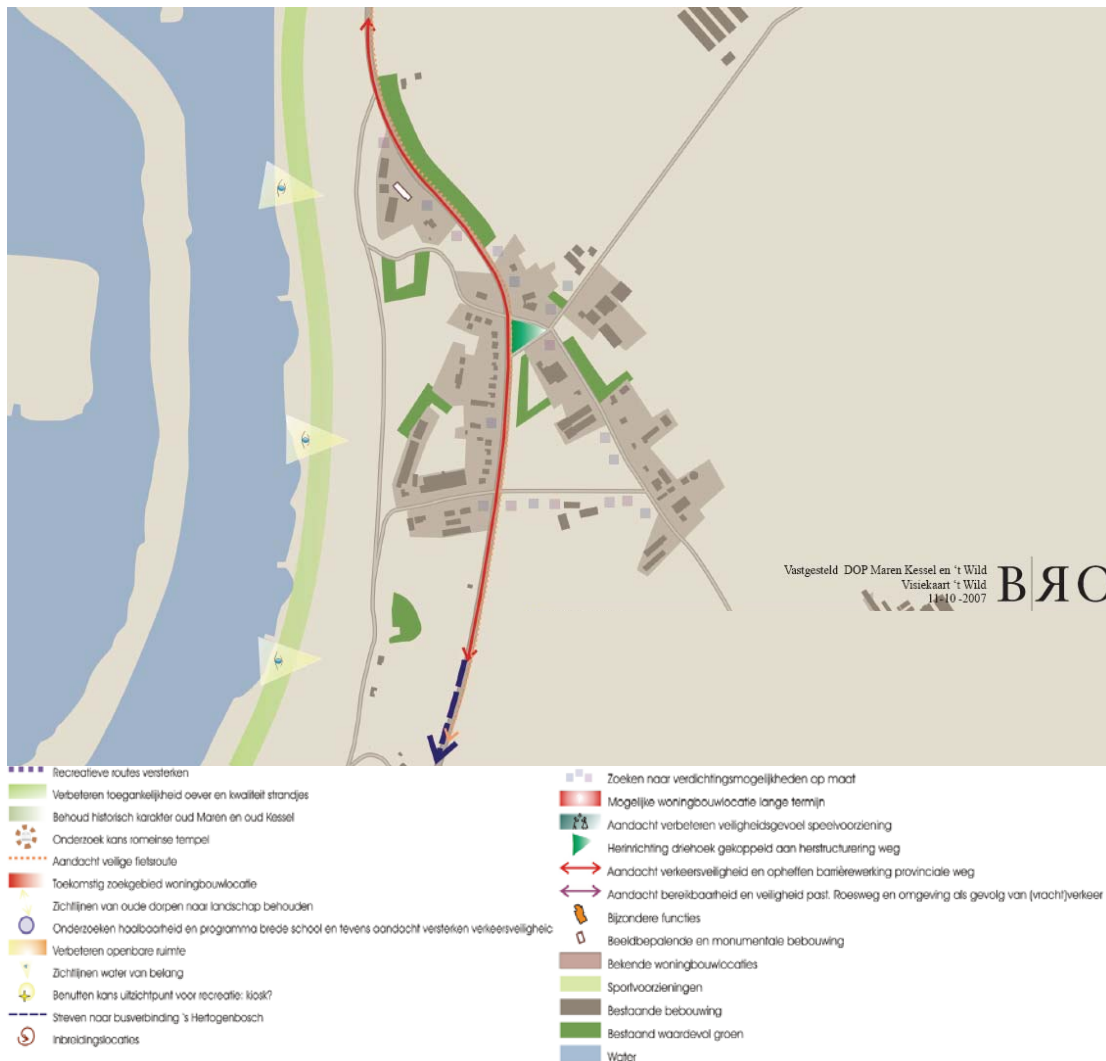 Vastgesteld DOP Maren Kessel en ‘t Wild
Visiekaart ‘t Wild
11-10-2007
BRO
Recreatieve routes versterken
Verbeteren toegankelijkheid oever en kwaliteit strandjes
Behoud historisch karakter oud Maren en oud Kessel
Onderzoek kans romeinse tempel
Aandacht veilige fietsroute
Toekomstig zoekgebied woningbouwlocatie
Zichtlijnen van oude dorpen naar landschap behouden
Onderzoeken haalbaarheid en programma brede school en tevens aandacht versterken verkeersveiligheid
Verbeteren openbare ruimte
Zichtlijnen water van belang
Benutten kans uitzichtpunt voor recreatie: kiosk?
Streven naar busverbinding 's Hertogenbosch
Inbreidingslocaties
Zoeken naar verdichtingsmogelijkheden op maat
Mogelijke woningbouwlocatie lange termijn
Aandacht verbeteren veiligheidsgevoel speelvoorziening
Herinrichting driehoek gekoppeld aan herstructurering weg
Aandacht verkeersveiligheid en opheffen barrièrewerking provinciale weg
Aandacht bereikbaarheid en veiligheid past. Roesweg en omgeving als gevolg van (vracht)verkeer
Bijzondere functies
Beeldbepalende en monumentale bebouwing
Bekende woningbouwlocaties
Sportvoorzieningen
Bestaande bebouwing
Bestaand waardevol groen
Water